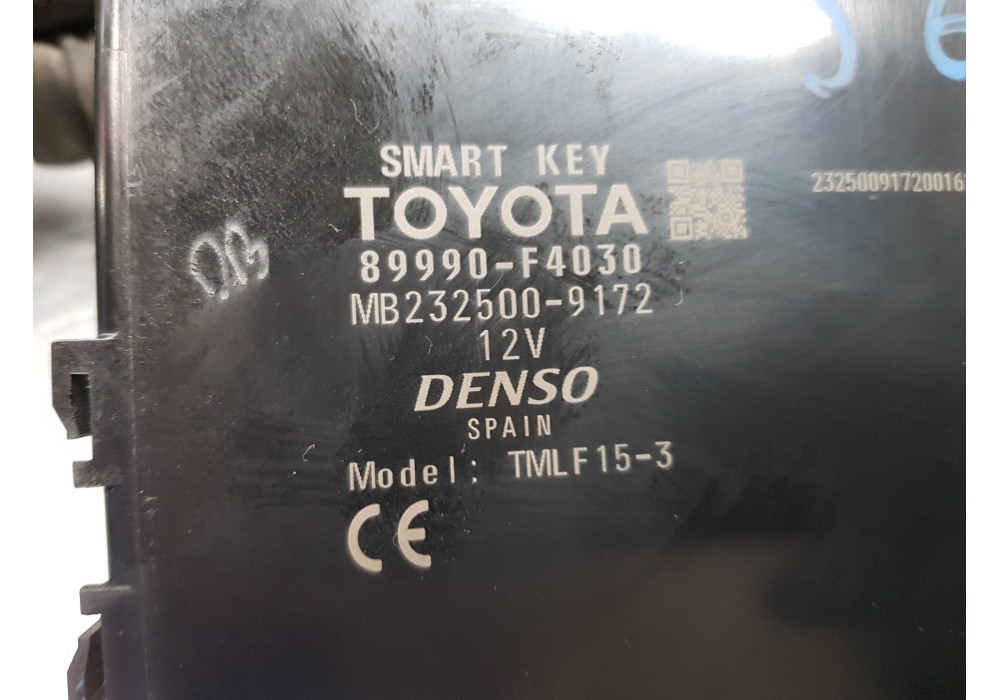 SMART KEY
TOYOTA
89990-F4030
MB232500-9172
12V
DENSO
SPAIN
Model: TMLF15-3
CE